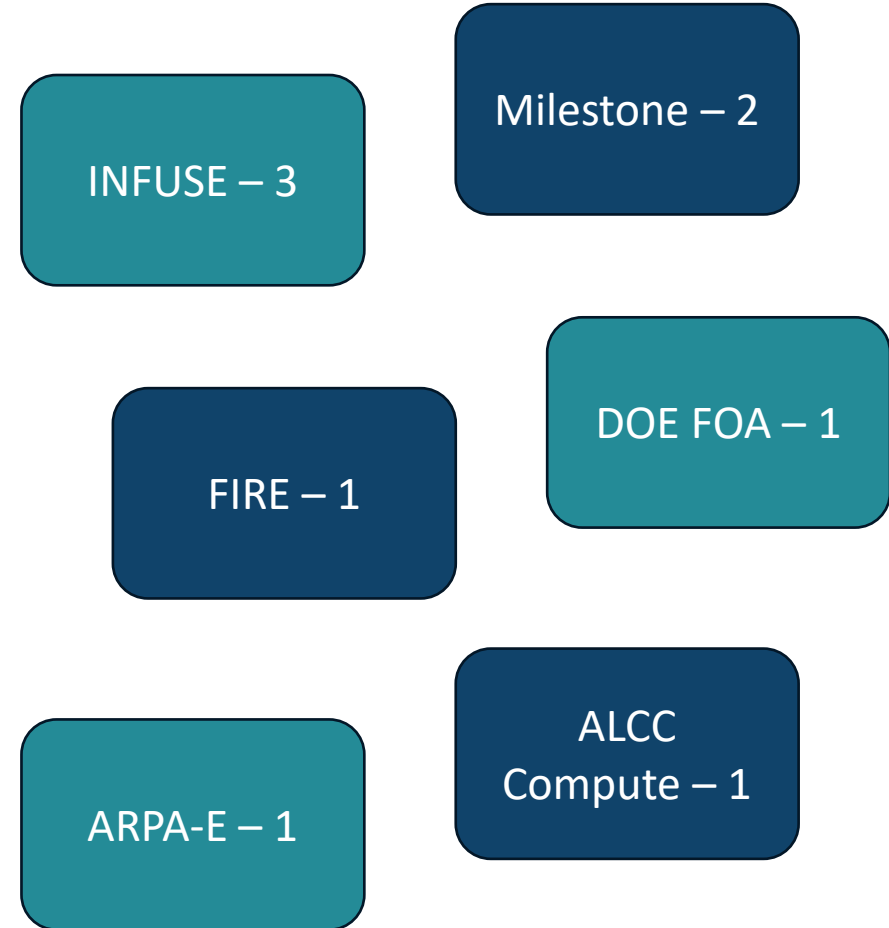 Milestone – 2
INFUSE – 3
DOE FOA – 1
FIRE – 1
ALCC
Compute – 1
ARPA-E – 1